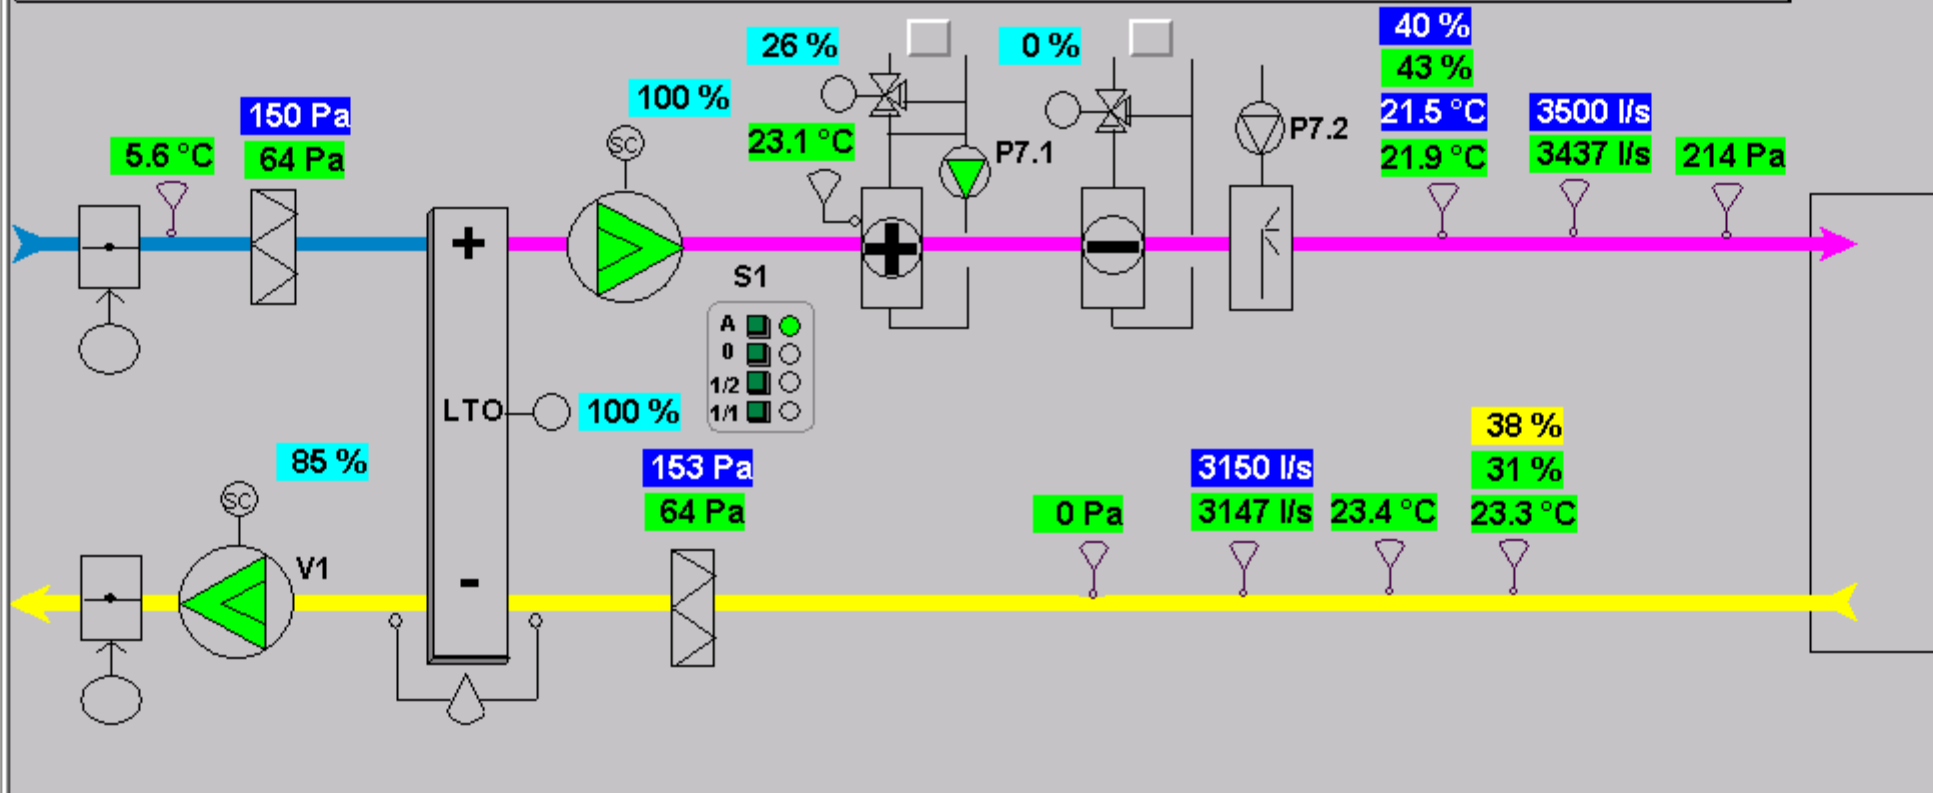 26 %
0 %
40 %
43 %
100 %
150 Pa
21.5 °C
3500 l/s
5.6 °C
64 Pa
SC
23.1 °C
P7.1
P7.2
21.9 °C
3437 l/s
214 Pa
+
S1
A
0
1/2
1/1
LTO
100 %
85 %
153 Pa
3150 l/s
38 %
31 %
SC
64 Pa
0 Pa
3147 l/s
23.4 °C
23.3 °C
V1
-